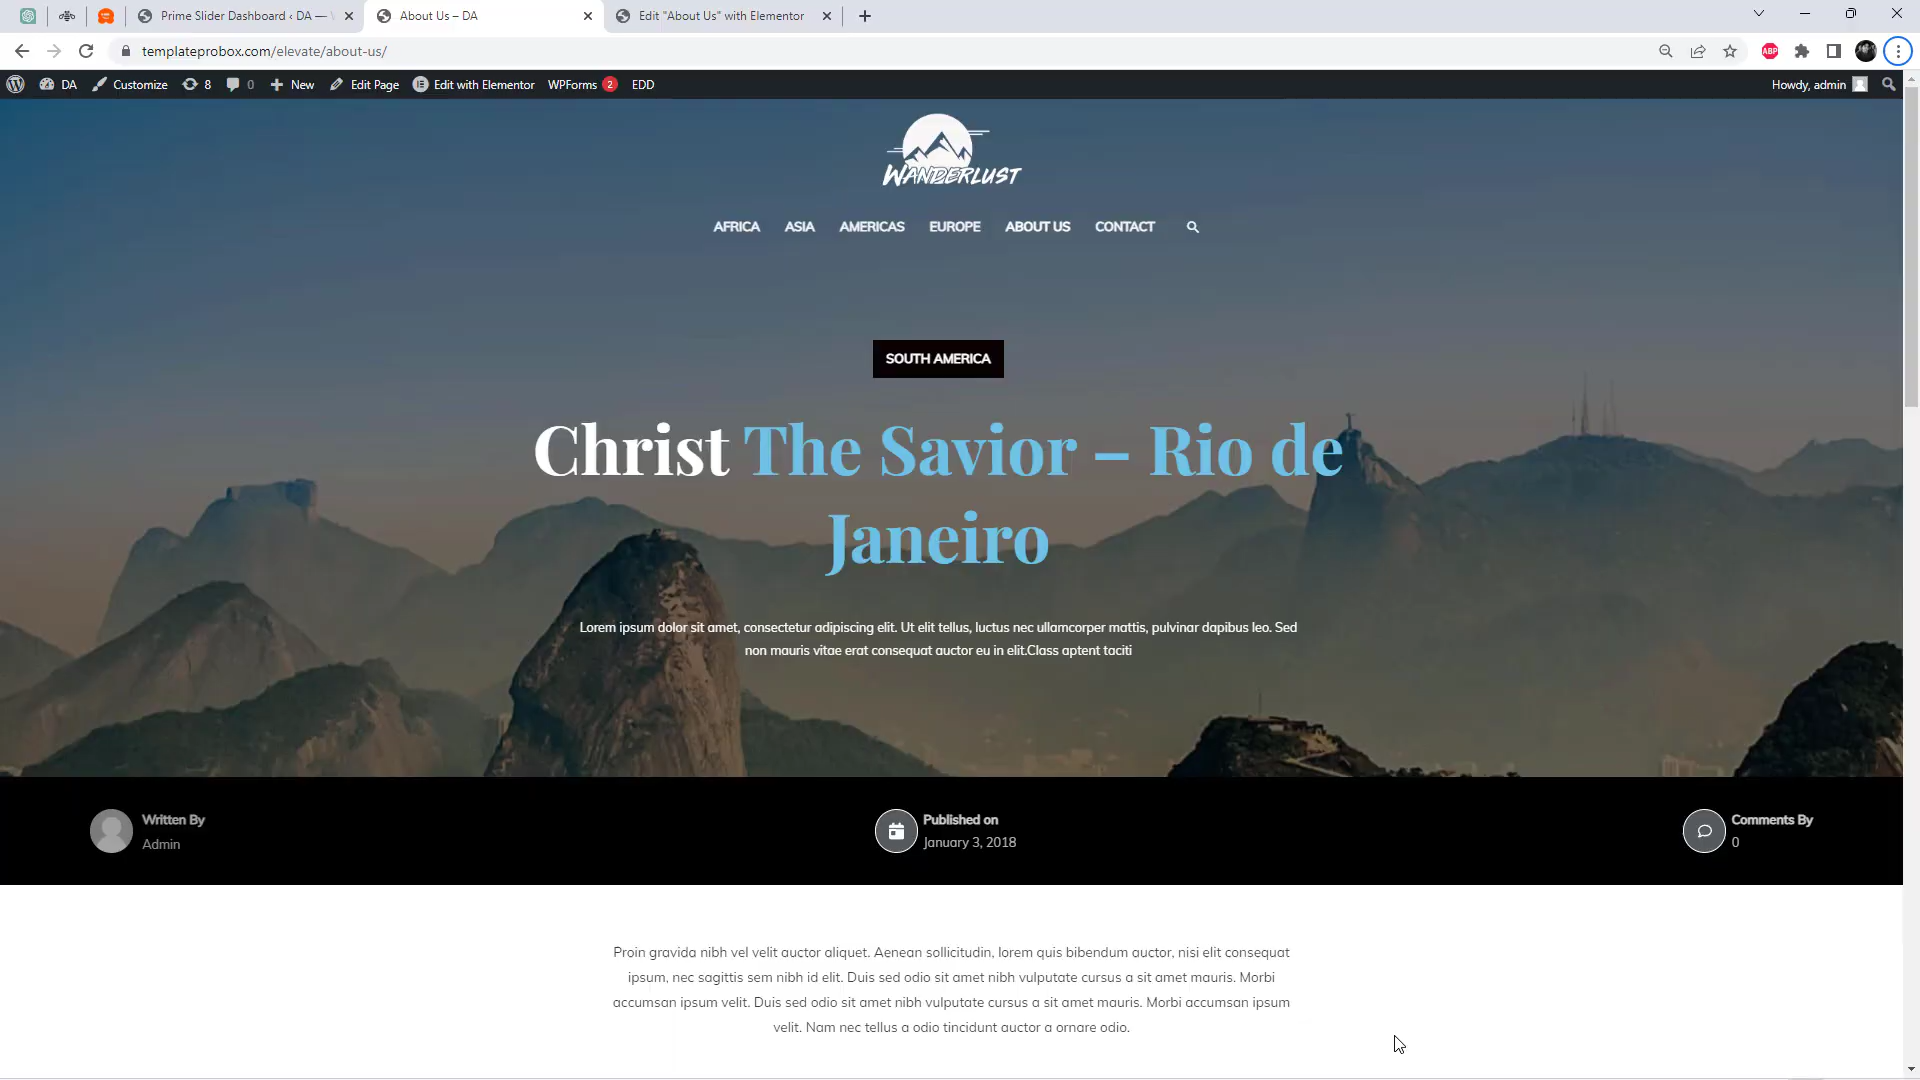 Prime Slider Dashboard ‹ DA —
About Us – DA
Edit "About Us" with Elementor
templateprobox.com/elevate/about-us/
ABP
DA
Customize
8
0
New
Edit Page
Edit with Elementor
WPForms 2
EDD
Howdy, admin
WANDERLUST
AFRICA ASIA AMERICAS EUROPE ABOUT US CONTACT
SOUTH AMERICA
Christ The Savior – Rio de
Janeiro
Lorem ipsum dolor sit amet, consectetur adipiscing elit. Ut elit tellus, luctus nec ullamcorper mattis, pulvinar dapibus leo. Sed
non mauris vitae erat consequat auctor eu in elit.Class aptent taciti
Written By
Admin
Published on
January 3, 2018
Comments By
0
Proin gravida nibh vel velit auctor aliquet. Aenean sollicitudin, lorem quis bibendum auctor, nisi elit consequat
ipsum, nec sagittis sem nibh id elit. Duis sed odio sit amet nibh vulputate cursus a sit amet mauris. Morbi
accumsan ipsum velit. Duis sed odio sit amet nibh vulputate cursus a sit amet mauris. Morbi accumsan ipsum
velit. Nam nec tellus a odio tincidunt auctor a ornare odio.